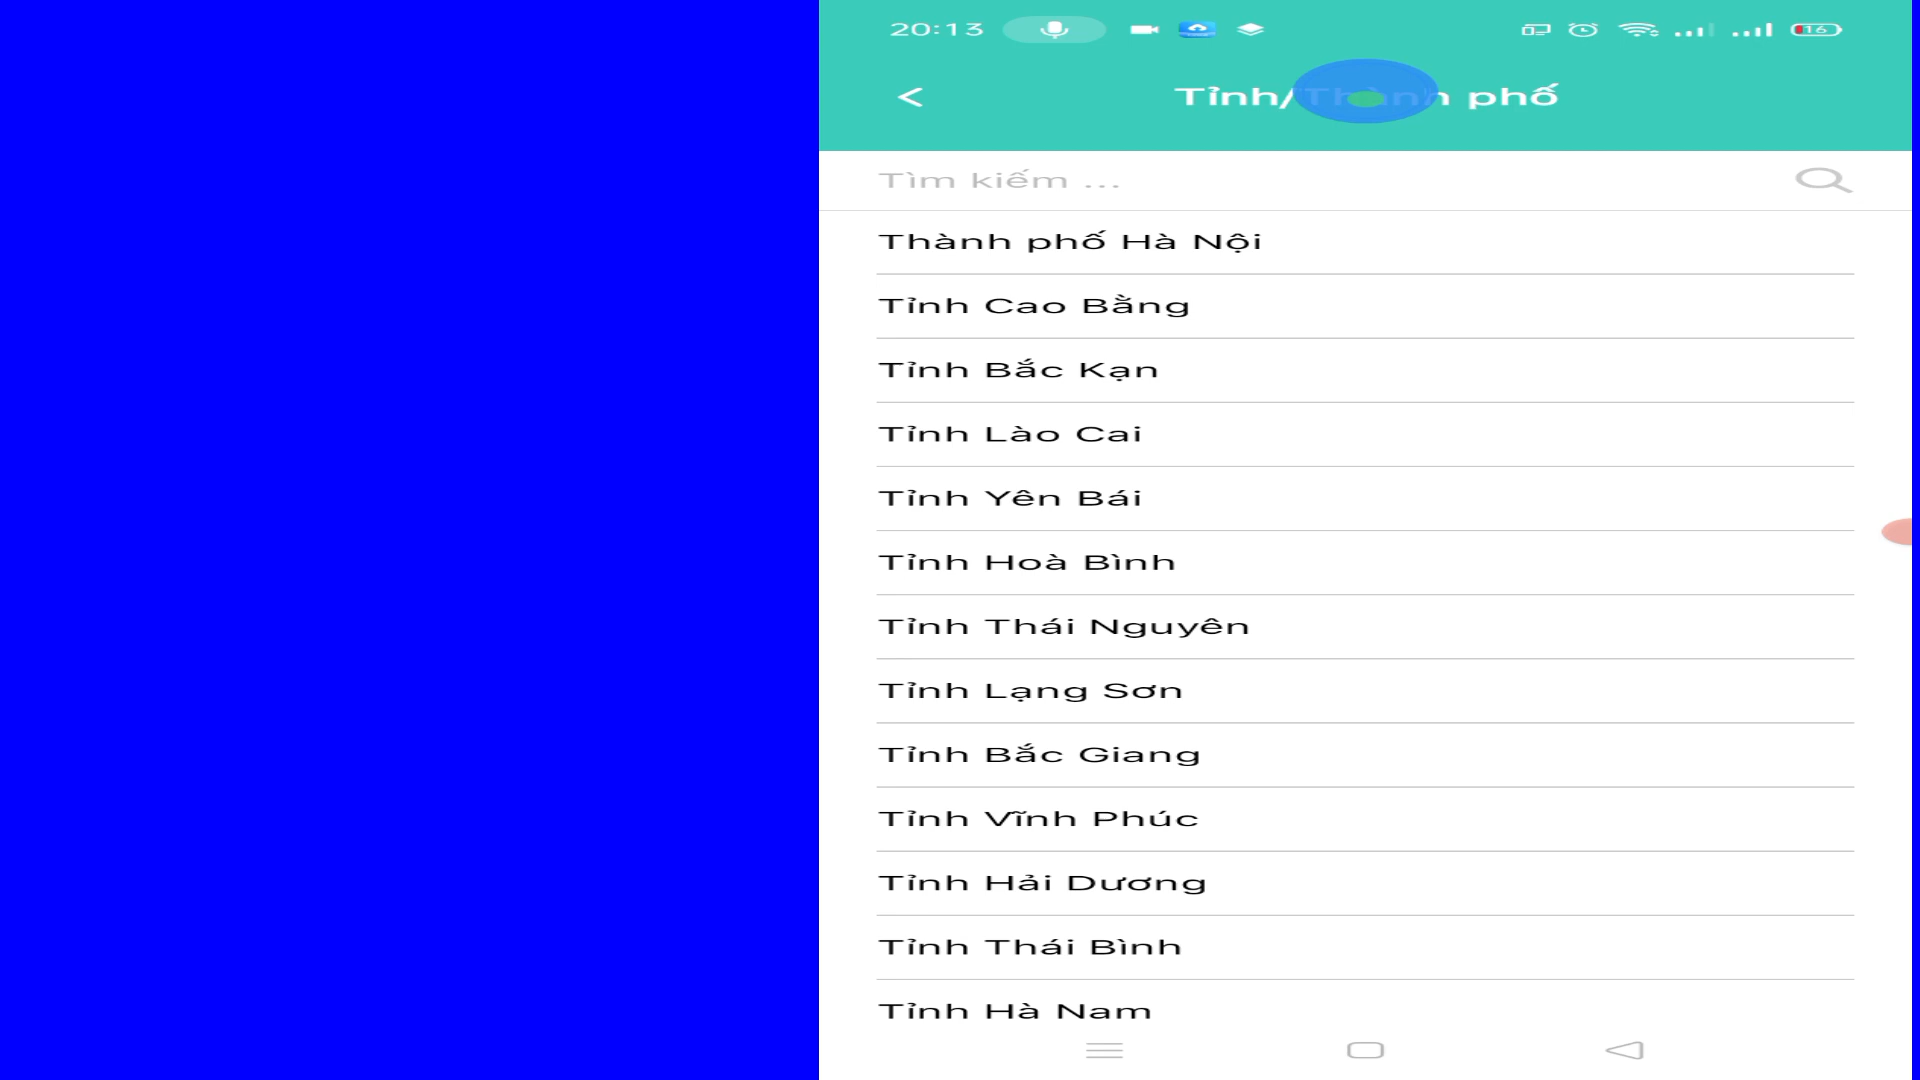 20:13
16
Tỉnh/Thành phố
Tìm kiếm ...
Thành phố Hà Nội
Tỉnh Cao Bằng
Tỉnh Bắc Kạn
Tỉnh Lào Cai
Tỉnh Yên Bái
Tỉnh Hoà Bình
Tỉnh Thái Nguyên
Tỉnh Lạng Sơn
Tỉnh Bắc Giang
Tỉnh Vĩnh Phúc
Tỉnh Hải Dương
Tỉnh Thái Bình
Tỉnh Hà Nam